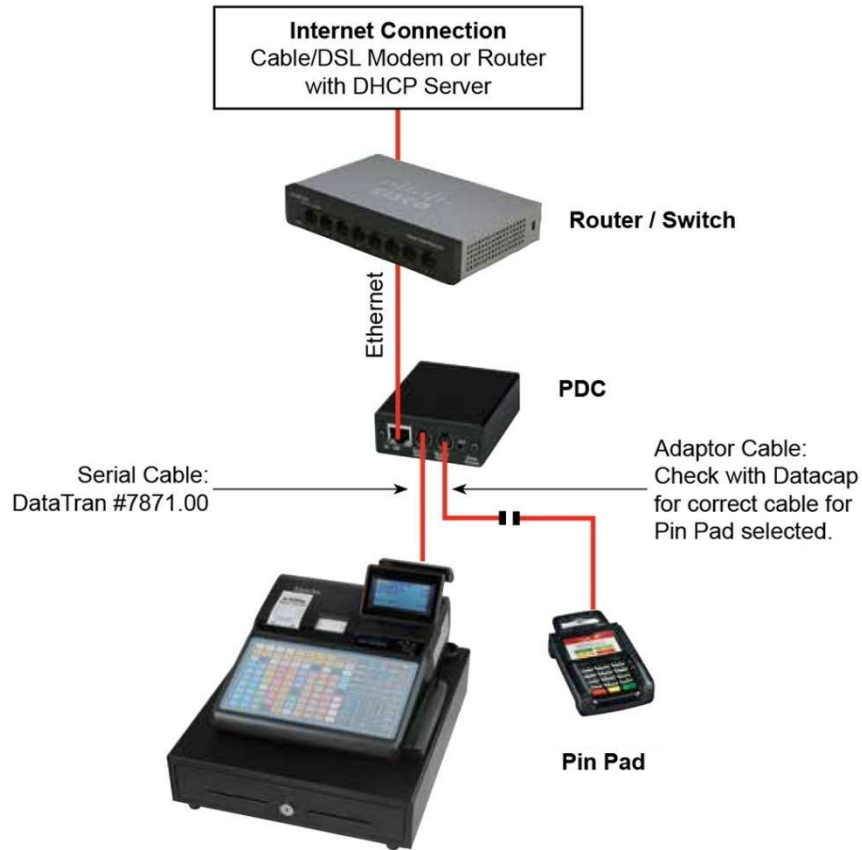 Internet Connection
Cable/DSL Modem or Router
with DHCP Server
Router / Switch
Ethernet
PDC
Serial Cable:
DataTran #7871.00
Adaptor Cable:
Check with Datacap
for correct cable for
Pin Pad selected.
Pin Pad